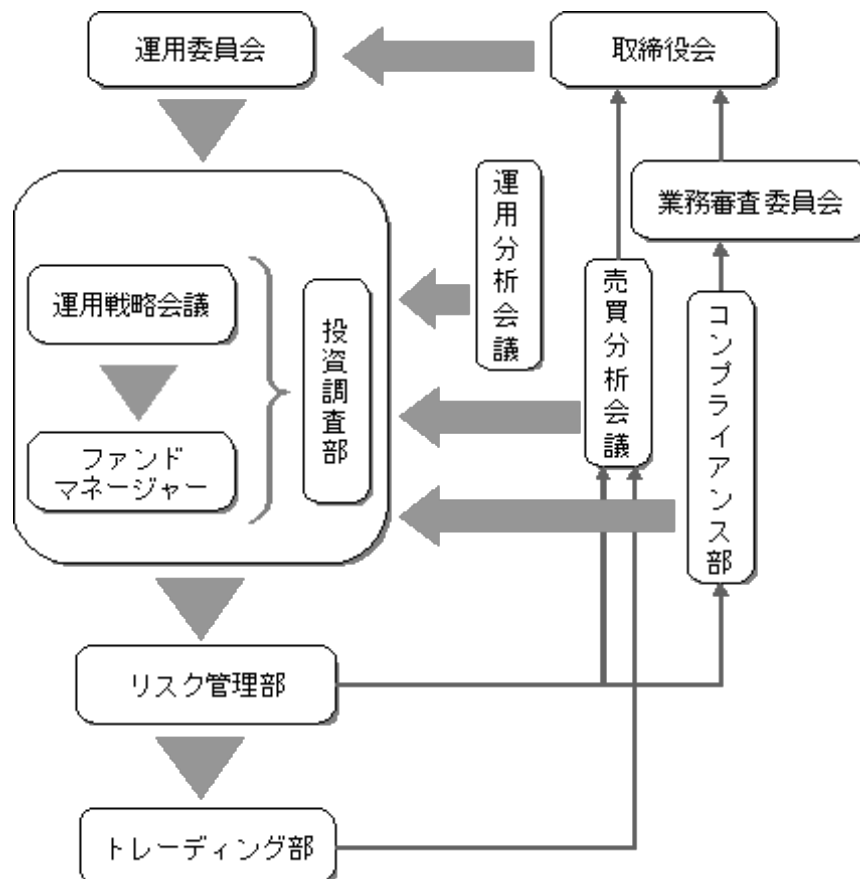 運用委員会
取締役会
運用分析会議
業務審査委員会
運用戦略会議
投資調査部
売買分析会議
コンプライアンス部
ファンド
マネージャー
リスク管理部
トレーディング部